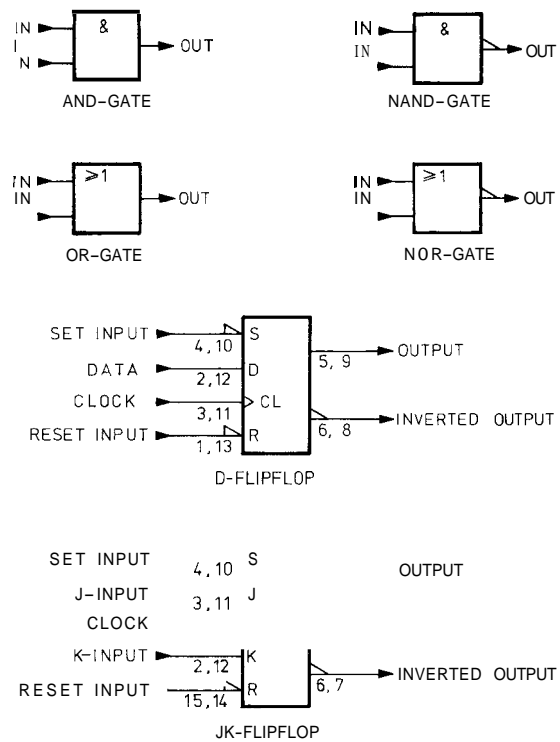 IN & OUT
I
N
AND-GATE
IN & OUT
IN
NAND-GATE
IN ≥1 OUT
IN
OR-GATE
IN ≥1 OUT
IN
NOR-GATE
SET INPUT 4,10 S
5,9 OUTPUT
DATA 2,12 D
CLOCK 3,11 CL
6,8 INVERTED OUTPUT
RESET INPUT 1,13 R
D-FLIPFLOP
SET INPUT 4,10 S
OUTPUT
J-INPUT 3,11 J
CLOCK
K-INPUT 2,12 K
6,7 INVERTED OUTPUT
RESET INPUT 15,14 R
JK-FLIPFLOP